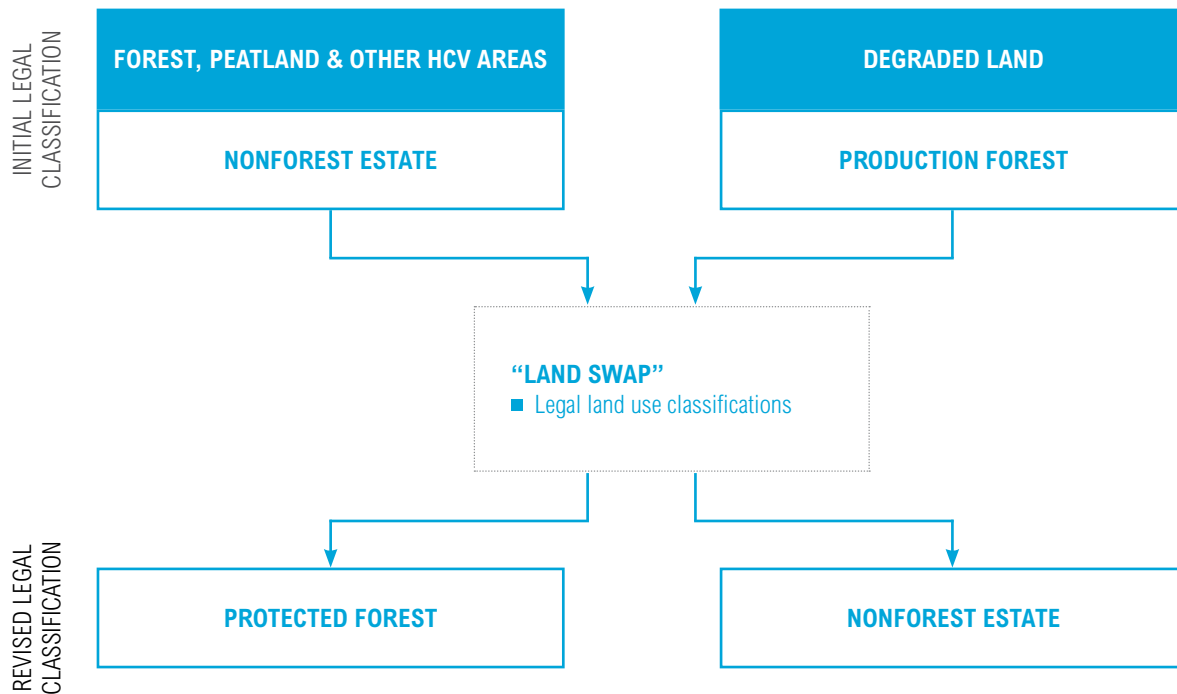 INITIAL LEGAL
CLASSIFICATION
FOREST, PEATLAND & OTHER HCV AREAS
DEGRADED LAND
NONFOREST ESTATE
PRODUCTION FOREST
“LAND SWAP”
■ Legal land use classifications
REVISED LEGAL
CLASSIFICATION
PROTECTED FOREST
NONFOREST ESTATE